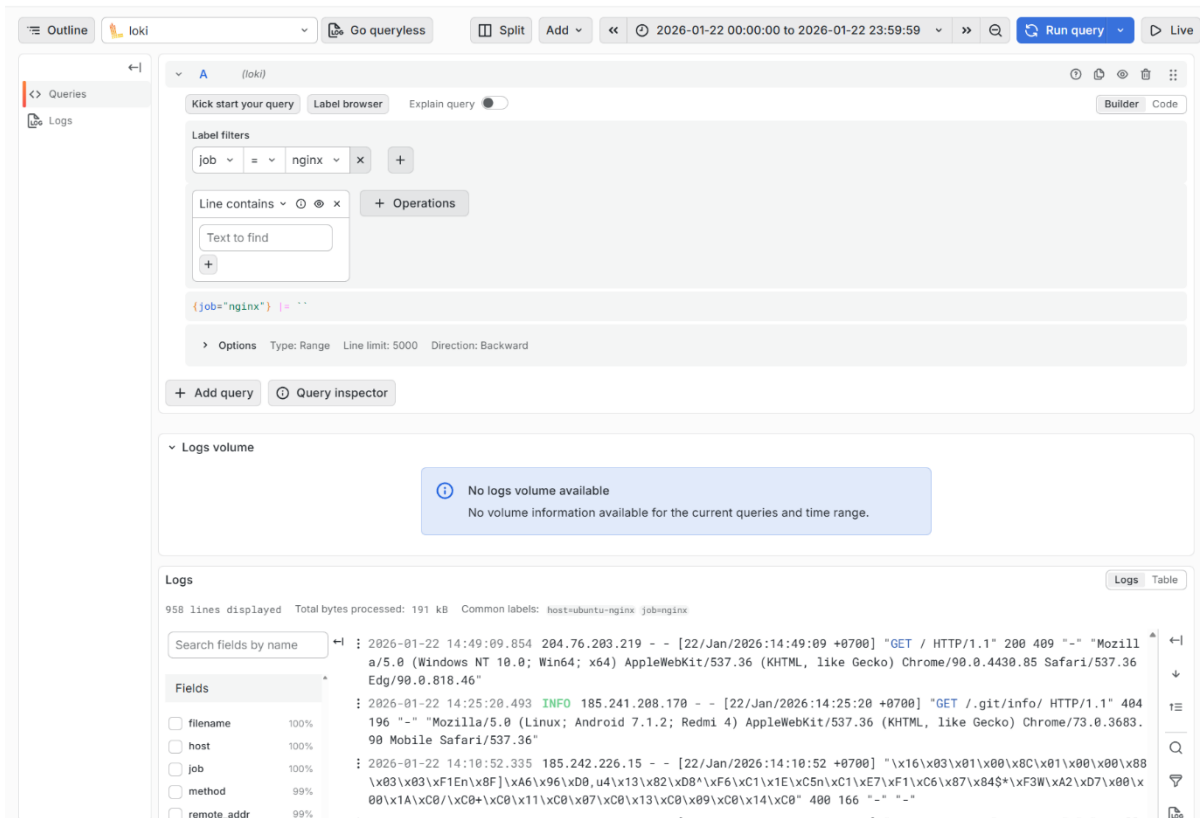 Outline
loki
Go queryless
Split
Add
2026-01-22 00:00:00 to 2026-01-22 23:59:59
Run query
Live
Queries
Logs
A (loki)
Kick start your query
Label browser
Explain query
Builder
Code
Label filters
job
=
nginx
×
+
Line contains
+ Operations
Text to find
+
{job="nginx"} |= ``
Options Type: Range Line limit: 5000 Direction: Backward
+ Add query
Query inspector
Logs volume
No logs volume available
No volume information available for the current queries and time range.
Logs
Logs
Table
958 lines displayed Total bytes processed: 191 kB Common labels: host=ubuntu-nginx job=nginx
Search fields by name
Fields
filename 100%
host 100%
job 100%
method 99%
remote_addr 99%
2026-01-22 14:49:09.854 204.76.203.219 - - [22/Jan/2026:14:49:09 +0700] "GET / HTTP/1.1" 200 409 "-" "Mozill
a/5.0 (Windows NT 10.0; Win64; x64) AppleWebKit/537.36 (KHTML, like Gecko) Chrome/90.0.4430.85 Safari/537.36
Edg/90.0.818.46"
2026-01-22 14:25:20.493 INFO 185.241.208.170 - - [22/Jan/2026:14:25:20 +0700] "GET /.git/info/ HTTP/1.1" 404
196 "-" "Mozilla/5.0 (Linux; Android 7.1.2; Redmi 4) AppleWebKit/537.36 (KHTML, like Gecko) Chrome/73.0.3683.
90 Mobile Safari/537.36"
2026-01-22 14:10:52.335 185.242.226.15 - - [22/Jan/2026:14:10:52 +0700] "\x16\x03\x01\x00\x8C\x01\x00\x00\x88
\x03\x03\xF1En\x8F]\xA6\x96\xD0,u4\x13\x82\xD8^\xF6\xC1\x1E\xC5n\xC1\xE7\xF1\xC6\x87\x84$*\xF3W\xA2\xD7\x00\x
00\x1A\xC0/\xC0+\xC0\x11\xC0\x07\xC0\x13\xC0\x09\xC0\x14\xC0" 400 166 "-" "-"